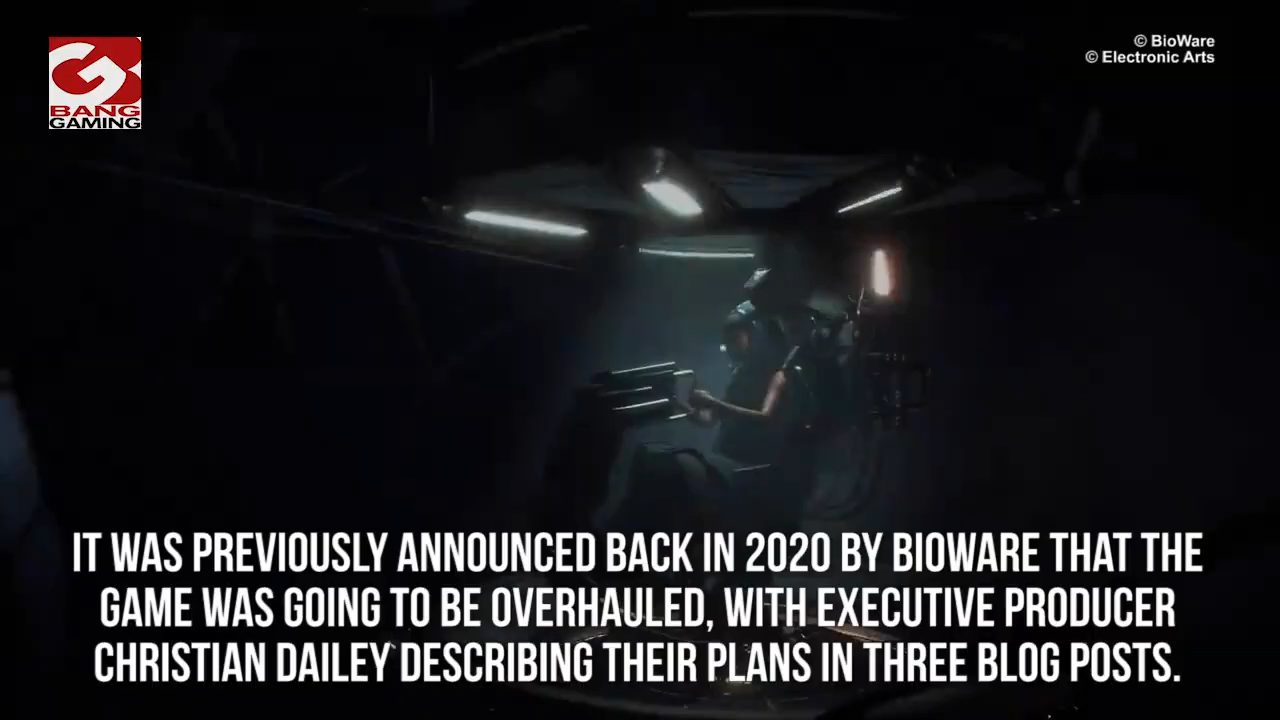 © BioWare
© Electronic Arts
BANG
GAMING
IT WAS PREVIOUSLY ANNOUNCED BACK IN 2020 BY BIOWARE THAT THE
GAME WAS GOING TO BE OVERHAULED, WITH EXECUTIVE PRODUCER
CHRISTIAN DAILEY DESCRIBING THEIR PLANS IN THREE BLOG POSTS.